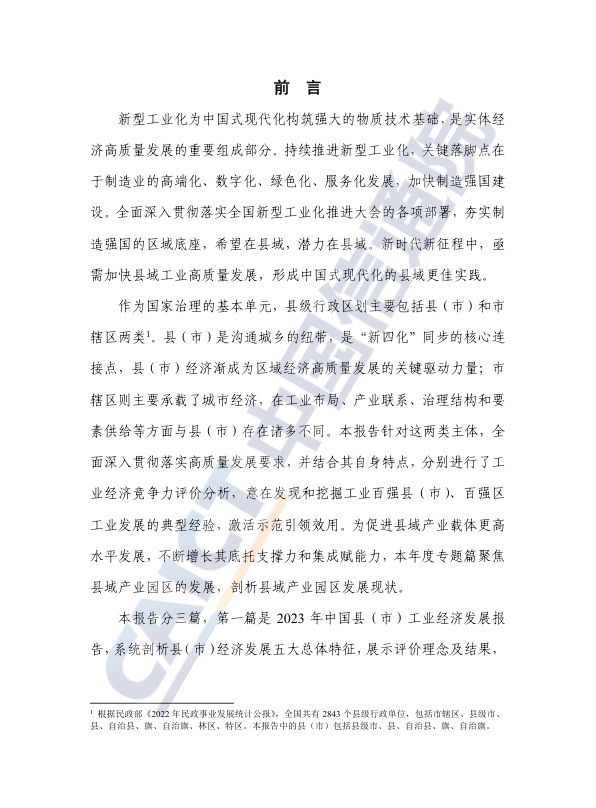 前 言
新型工业化为中国式现代化构筑强大的物质技术基础，是实体经
济高质量发展的重要组成部分。持续推进新型工业化，关键落脚点在
于制造业的高端化、数字化、绿色化、服务化发展，加快制造强国建
设。全面深入贯彻落实全国新型工业化推进大会的各项部署，夯实制
造强国的区域底座，希望在县域，潜力在县域。新时代新征程中，亟
需加快县域工业高质量发展，形成中国式现代化的县域更佳实践。
作为国家治理的基本单元，县级行政区划主要包括县（市）和市
辖区两类1。县（市）是沟通城乡的纽带，是“新四化”同步的核心连
接点，县（市）经济渐成为区域经济高质量发展的关键驱动力量；市
辖区则主要承载了城市经济，在工业布局、产业联系、治理结构和要
素供给等方面与县（市）存在诸多不同。本报告针对这两类主体，全
面深入贯彻落实高质量发展要求，并结合其自身特点，分别进行了工
业经济竞争力评价分析，意在发现和挖掘工业百强县（市）、百强区
工业发展的典型经验，激活示范引领效用。为促进县域产业载体更高
水平发展，不断增长其底托支撑力和集成赋能力，本年度专题篇聚焦
县域产业园区的发展，剖析县域产业园区发展现状。
本报告分三篇，第一篇是 2023 年中国县（市）工业经济发展报
告，系统剖析县（市）经济发展五大总体特征，展示评价理念及结果，
1 根据民政部《2022 年民政事业发展统计公报》，全国共有 2843 个县级行政单位，包括市辖区、县级市、
县、自治县、旗、自治旗、林区、特区。本报告中的县（市）包括县级市、县、自治县、旗、自治旗。
CAICT 中国信通院